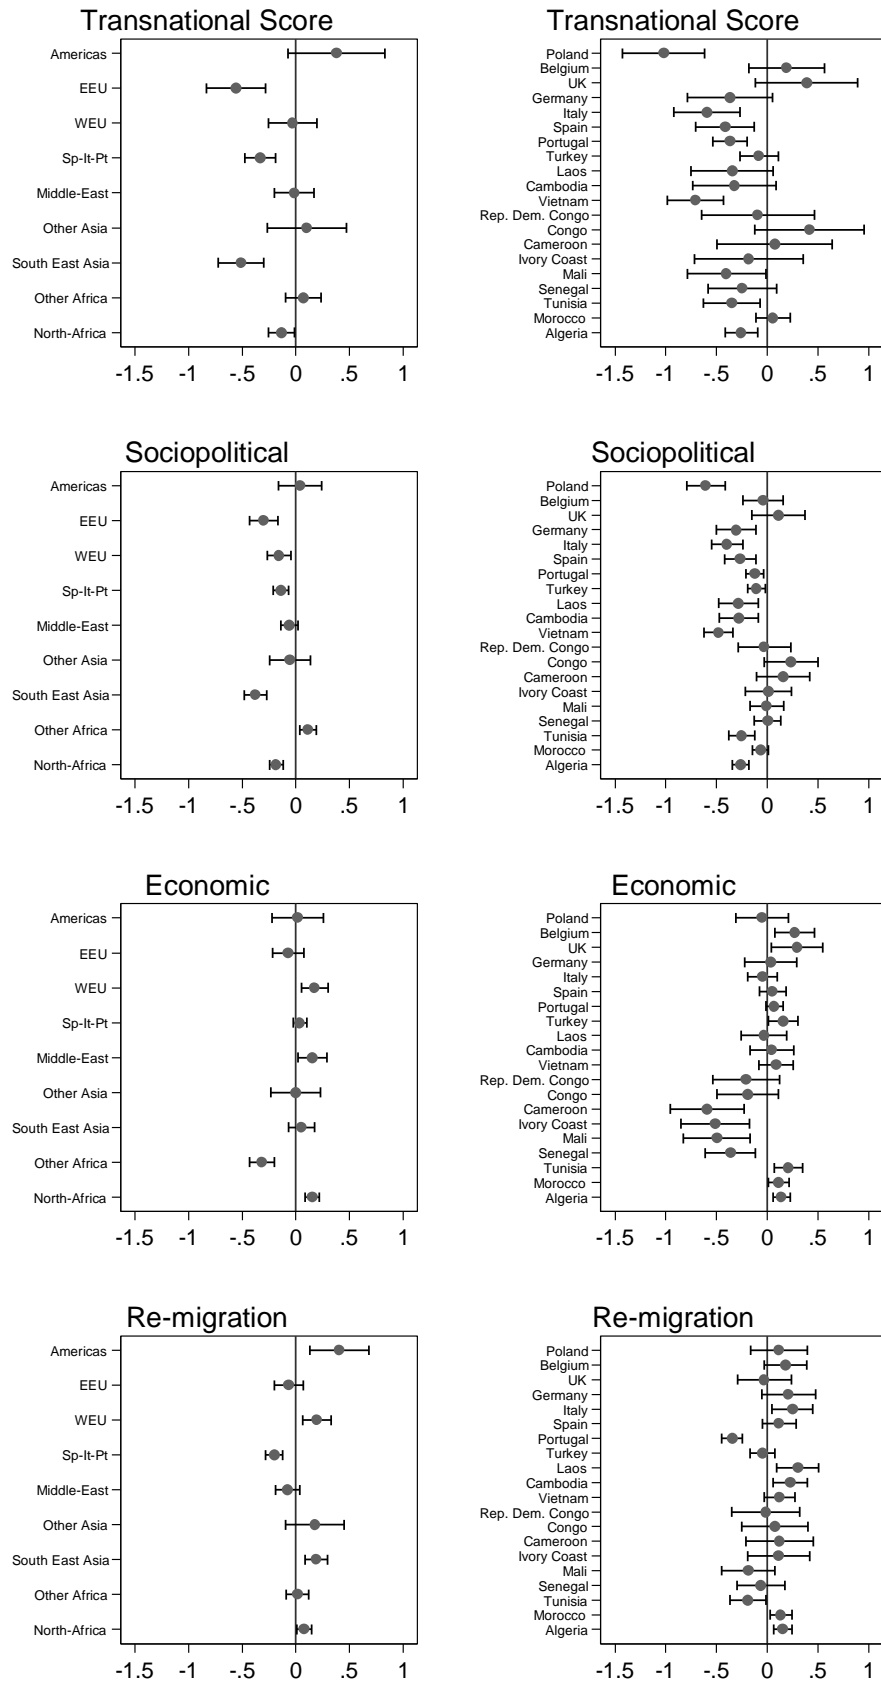 Transnational Score
Americas
EEU
WEU
Sp-It-Pt
Middle-East
Other Asia
South East Asia
Other Africa
North-Africa
-1.5 -1 -.5 0 .5 1
Transnational Score
Poland
Belgium
UK
Germany
Italy
Spain
Portugal
Turkey
Laos
Cambodia
Vietnam
Rep. Dem. Congo
Congo
Cameroon
Ivory Coast
Mali
Senegal
Tunisia
Morocco
Algeria
-1.5 -1 -.5 0 .5 1
Sociopolitical
Americas
EEU
WEU
Sp-It-Pt
Middle-East
Other Asia
South East Asia
Other Africa
North-Africa
-1.5 -1 -.5 0 .5 1
Sociopolitical
Poland
Belgium
UK
Germany
Italy
Spain
Portugal
Turkey
Laos
Cambodia
Vietnam
Rep. Dem. Congo
Congo
Cameroon
Ivory Coast
Mali
Senegal
Tunisia
Morocco
Algeria
-1.5 -1 -.5 0 .5 1
Economic
Americas
EEU
WEU
Sp-It-Pt
Middle-East
Other Asia
South East Asia
Other Africa
North-Africa
-1.5 -1 -.5 0 .5 1
Economic
Poland
Belgium
UK
Germany
Italy
Spain
Portugal
Turkey
Laos
Cambodia
Vietnam
Rep. Dem. Congo
Congo
Cameroon
Ivory Coast
Mali
Senegal
Tunisia
Morocco
Algeria
-1.5 -1 -.5 0 .5 1
Re-migration
Americas
EEU
WEU
Sp-It-Pt
Middle-East
Other Asia
South East Asia
Other Africa
North-Africa
-1.5 -1 -.5 0 .5 1
Re-migration
Poland
Belgium
UK
Germany
Italy
Spain
Portugal
Turkey
Laos
Cambodia
Vietnam
Rep. Dem. Congo
Congo
Cameroon
Ivory Coast
Mali
Senegal
Tunisia
Morocco
Algeria
-1.5 -1 -.5 0 .5 1